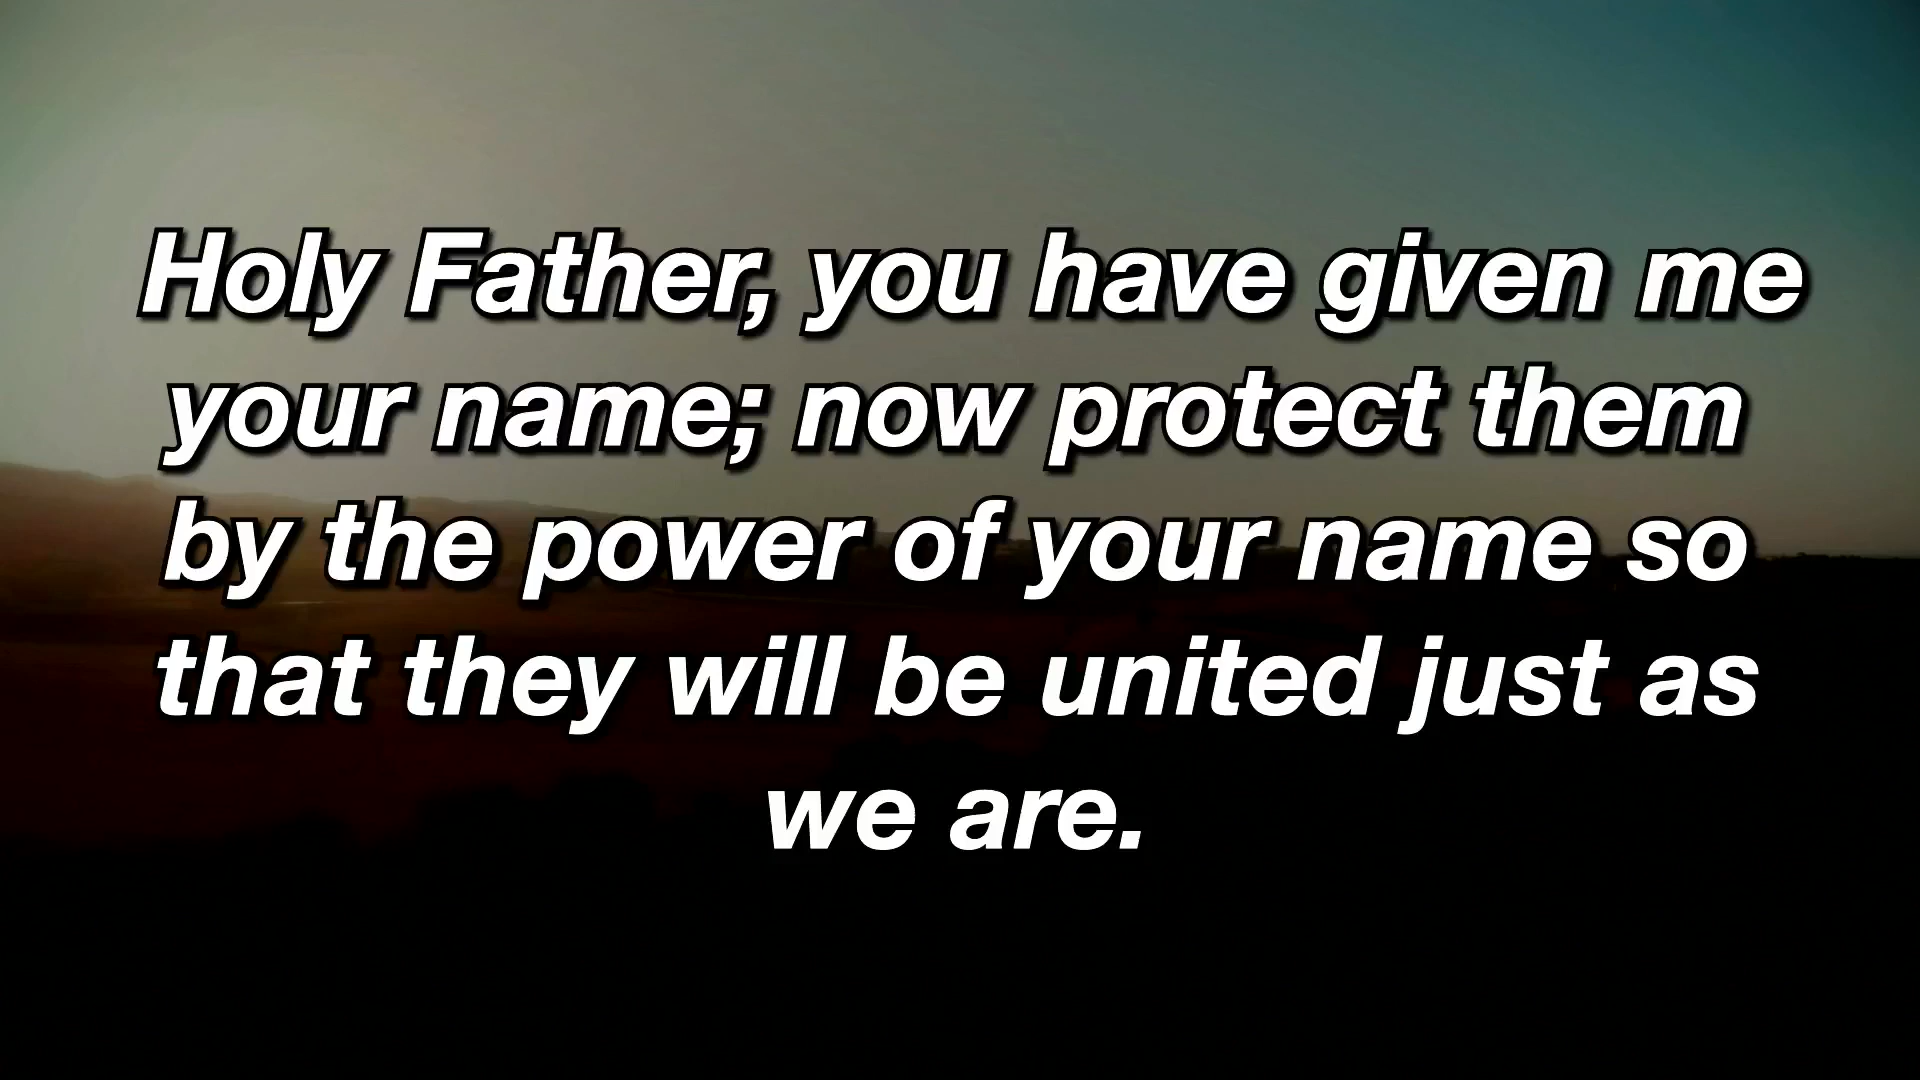 Holy Father, you have given me
your name; now protect them
by the power of your name so
that they will be united just as
we are.